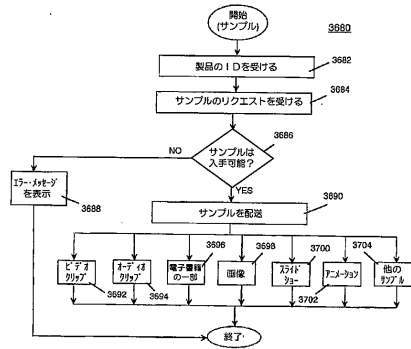 開始
(サンプル)
3680
製品のIDを受ける
3682
サンプルのリクエストを受ける
3684
サンプルは
入手可能?
3686
NO
YES
エラー・メッセージ
を表示
3688
サンプルを配送
3690
ビデオ
クリップ
3692
オーディオ
クリップ
3694
電子書籍
の一部
3696
画像
3698
スライド
ショー
3700
アニメーション
3702
他の
サンプル
3704
終了